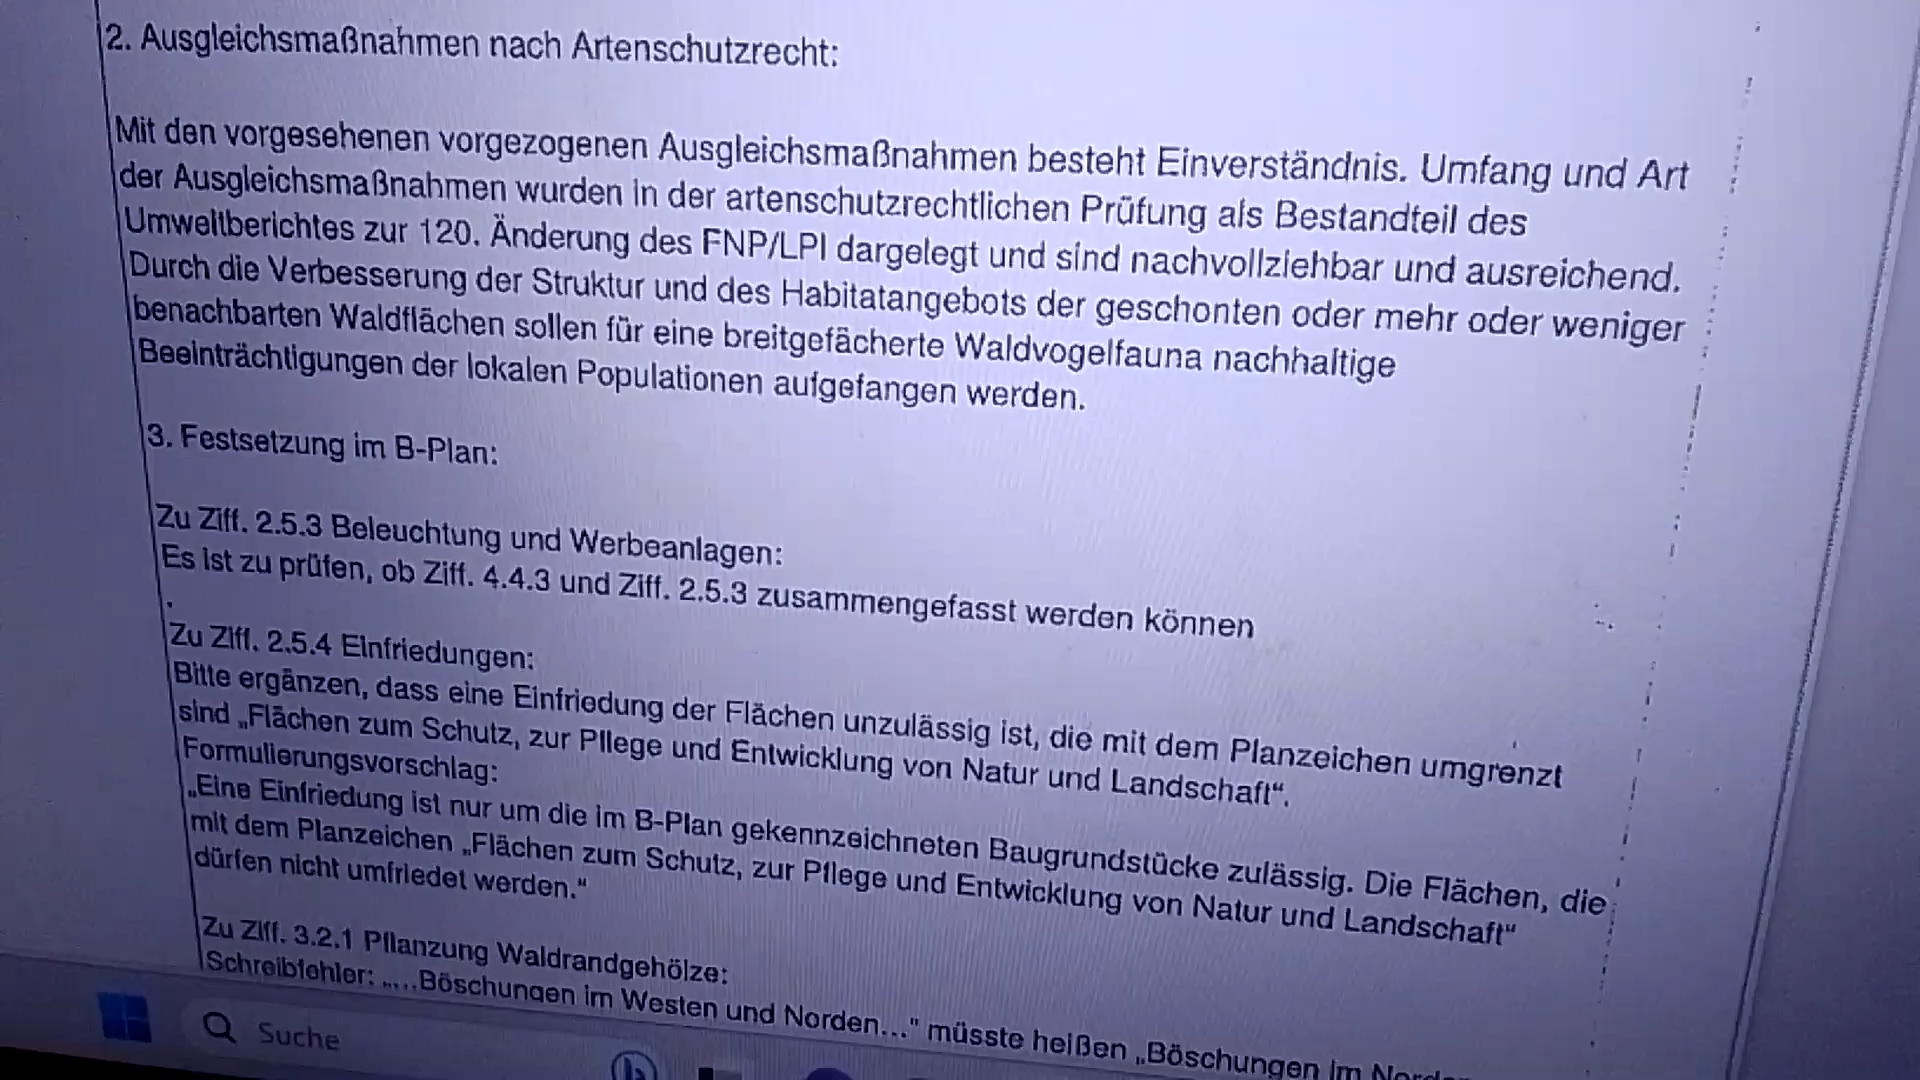 2. Ausgleichsmaßnahmen nach Artenschutzrecht:
Mit den vorgesehenen vorgezogenen Ausgleichsmaßnahmen besteht Einverständnis. Umfang und Art
der Ausgleichsmaßnahmen wurden in der artenschutzrechtlichen Prüfung als Bestandteil des
Umweltberichtes zur 120. Änderung des FNP/LPl dargelegt und sind nachvollziehbar und ausreichend.
Durch die Verbesserung der Struktur und des Habitatangebots der geschonten oder mehr oder weniger
benachbarten Waldflächen sollen für eine breitgefächerte Waldvogelfauna nachhaltige
Beeinträchtigungen der lokalen Populationen aufgefangen werden.
3. Festsetzung im B-Plan:
Zu Ziff. 2.5.3 Beleuchtung und Werbeanlagen:
Es ist zu prüfen, ob Ziff. 4.4.3 und Ziff. 2.5.3 zusammengefasst werden können
.
Zu Ziff. 2.5.4 Einfriedungen:
Bitte ergänzen, dass eine Einfriedung der Flächen unzulässig ist, die mit dem Planzeichen umgrenzt
sind „Flächen zum Schutz, zur Pflege und Entwicklung von Natur und Landschaft“.
Formulierungsvorschlag:
„Eine Einfriedung ist nur um die im B-Plan gekennzeichneten Baugrundstücke zulässig. Die Flächen, die
mit dem Planzeichen „Flächen zum Schutz, zur Pflege und Entwicklung von Natur und Landschaft“
dürfen nicht umfriedet werden.“
Zu Ziff. 3.2.1 Pflanzung Waldrandgehölze:
Schreibfehler: „...Böschungen im Westen und Norden...“ müsste heißen „Böschungen im
Suche